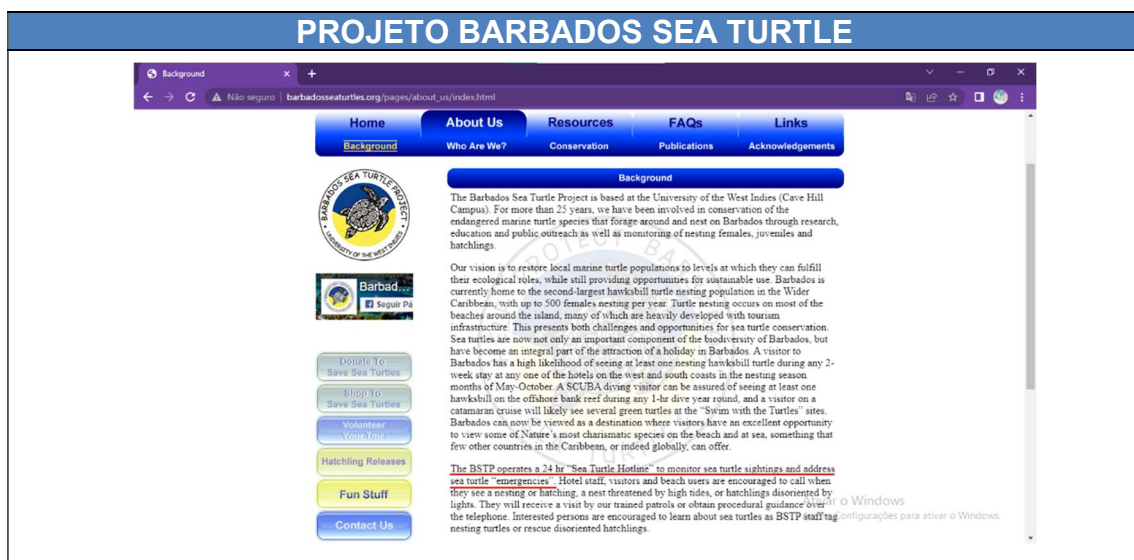 PROJETO BARBADOS SEA TURTLE
Background
Não seguro barbadosseaturtles.org/pages/about_us/index.html
Home About Us Resources FAQs Links
Background Who Are We? Conservation Publications Acknowledgements
BARBADOS SEA TURTLE PROJECT
UNIVERSITY OF THE WEST INDIES
Barbad...
Seguir Pá
Donate To
Save Sea Turtles
Shop To
Save Sea Turtles
Volunteer
Your Time
Hatchling Releases
Fun Stuff
Contact Us
Background
The Barbados Sea Turtle Project is based at the University of the West Indies (Cave Hill
Campus). For more than 25 years, we have been involved in conservation of the
endangered marine turtle species that forage around and nest on Barbados through research,
education and public outreach as well as monitoring of nesting females, juveniles and
hatchlings.
Our vision is to restore local marine turtle populations to levels at which they can fulfill
their ecological roles, while still providing opportunities for sustainable use. Barbados is
currently home to the second-largest hawksbill turtle nesting population in the Wider
Caribbean, with up to 500 females nesting per year. Turtle nesting occurs on most of the
beaches around the island, many of which are heavily developed with tourism
infrastructure. This presents both challenges and opportunities for sea turtle conservation.
Sea turtles are now not only an important component of the biodiversity of Barbados, but
have become an integral part of the attraction of a holiday in Barbados. A visitor to
Barbados has a high likelihood of seeing at least one nesting hawksbill turtle during any 2-
week stay at any one of the hotels on the west and south coasts in the nesting season
months of May-October. A SCUBA diving visitor can be assured of seeing at least one
hawksbill on the offshore bank reef during any 1-hr dive year round, and a visitor on a
catamaran cruise will likely see several green turtles at the "Swim with the Turtles" sites.
Barbados can now be viewed as a destination where visitors have an excellent opportunity
to view some of Nature's most charismatic species on the beach and at sea, something that
few other countries in the Caribbean, or indeed globally, can offer.
The BSTP operates a 24 hr "Sea Turtle Hotline" to monitor sea turtle sightings and address
sea turtle "emergencies". Hotel staff, visitors and beach users are encouraged to call when
they see a nesting or hatching, a nest threatened by high tides, or hatchlings disoriented by
lights. They will receive a visit by our trained patrols or obtain procedural guidance over
the telephone. Interested persons are encouraged to learn about sea turtles as BSTP staff tag
nesting turtles or rescue disoriented hatchlings.
Ativar o Windows
Configurações para ativar o Windows.